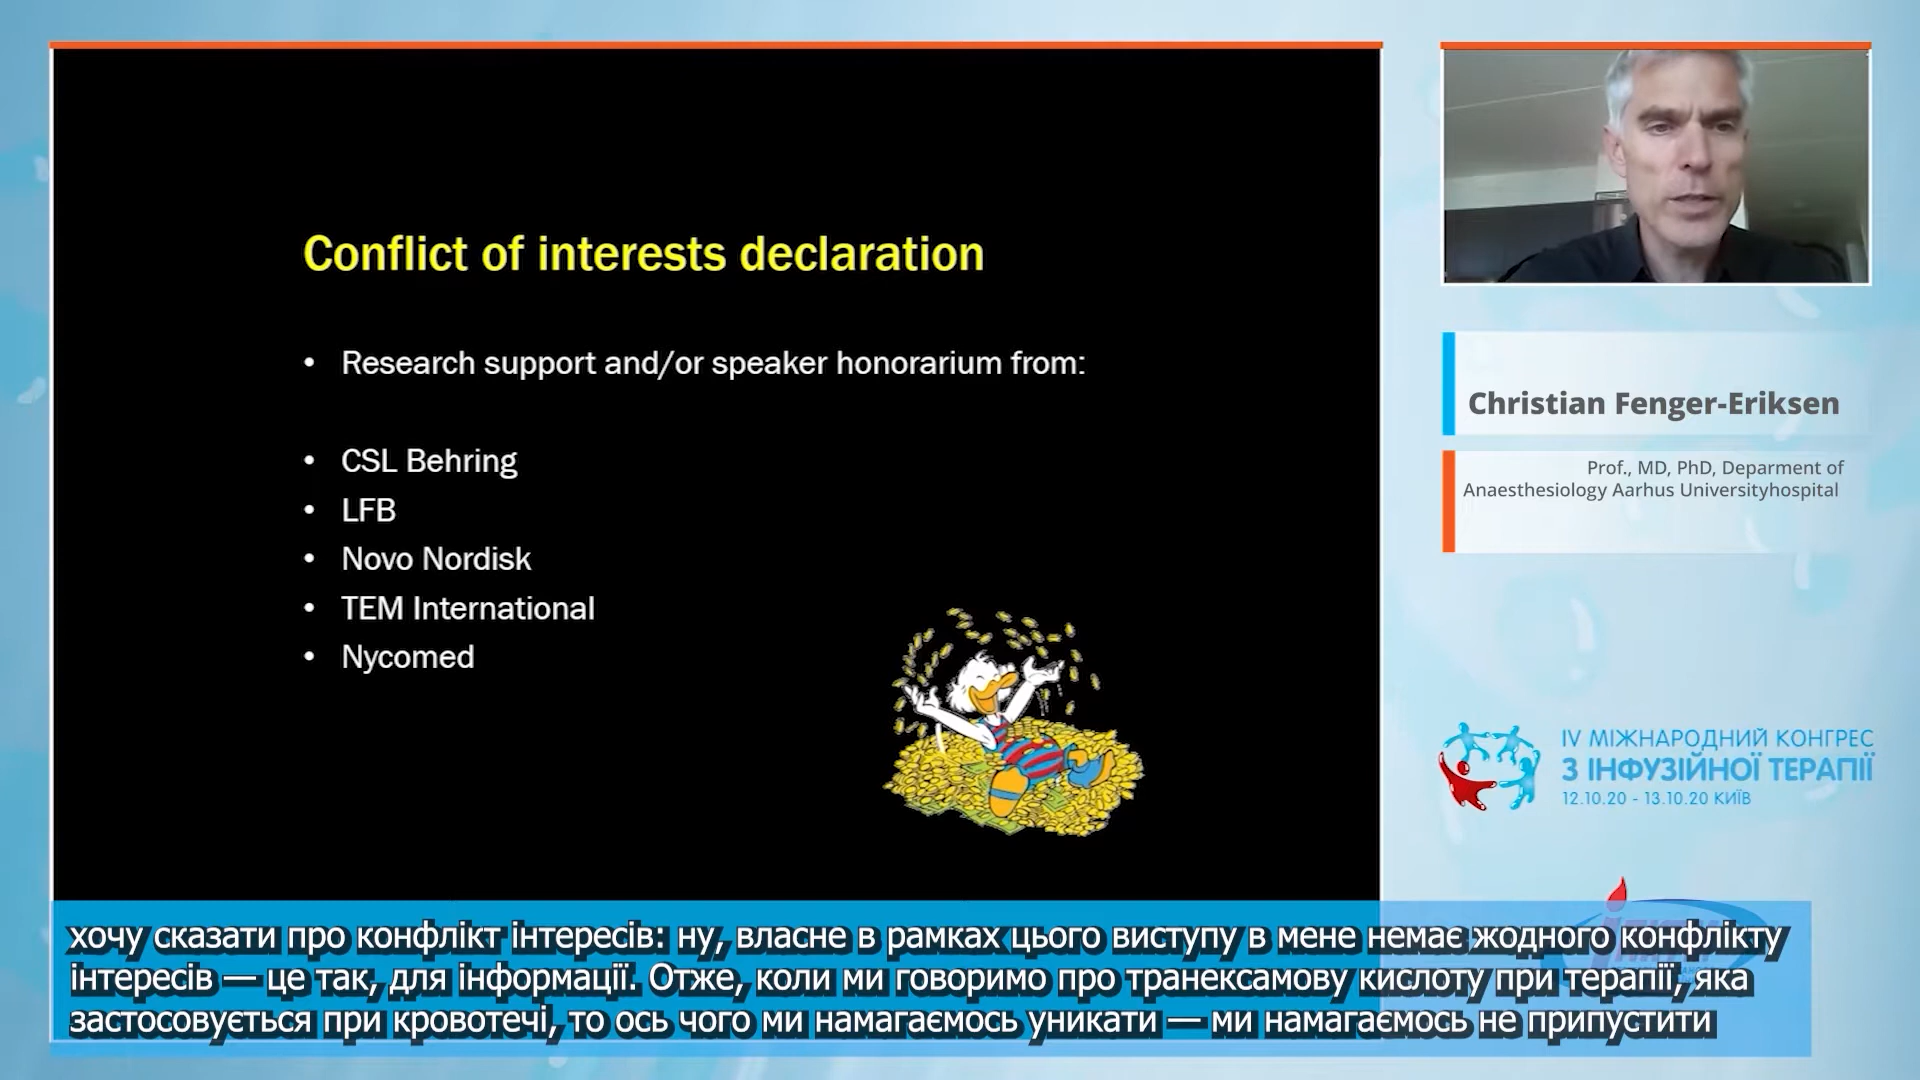 Conflict of interests declaration
• Research support and/or speaker honorarium from:
• CSL Behring
• LFB
• Novo Nordisk
• TEM International
• Nycomed
Christian Fenger-Eriksen
Prof., MD, PhD, Deparment of
Anaesthesiology Aarhus Universityhospital
IV МІЖНАРОДНИЙ КОНГРЕС
З ІНФУЗІЙНОЇ ТЕРАПІЇ
12.10.20 - 13.10.20 КИЇВ
хочу сказати про конфлікт інтересів: ну, власне в рамках цього виступу в мене немає жодного конфлікту
інтересів — це так, для інформації. Отже, коли ми говоримо про транексамову кислоту при терапії, яка
застосовується при кровотечі, то ось чого ми намагаємось уникати — ми намагаємось не припустити